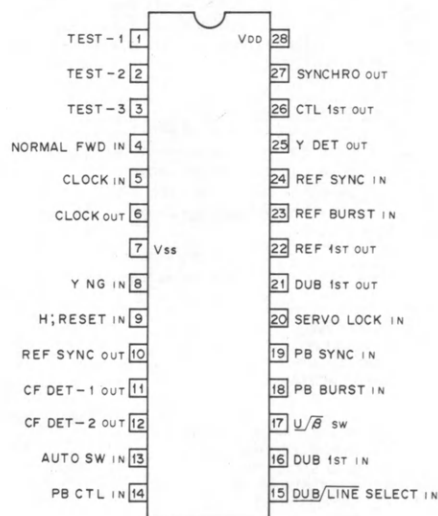 TEST-1 1
TEST-2 2
TEST-3 3
NORMAL FWD IN 4
CLOCK IN 5
CLOCK OUT 6
7 VSS
Y NG IN 8
H; RESET IN 9
REF SYNC OUT 10
CF DET-1 OUT 11
CF DET-2 OUT 12
AUTO SW IN 13
PB CTL IN 14
VDD 28
27 SYNCHRO OUT
26 CTL 1ST OUT
25 Y DET OUT
24 REF SYNC IN
23 REF BURST IN
22 REF 1ST OUT
21 DUB 1ST OUT
20 SERVO LOCK IN
19 PB SYNC IN
18 PB BURST IN
17 U/β SW
16 DUB 1ST IN
15 DUB/LINE SELECT IN